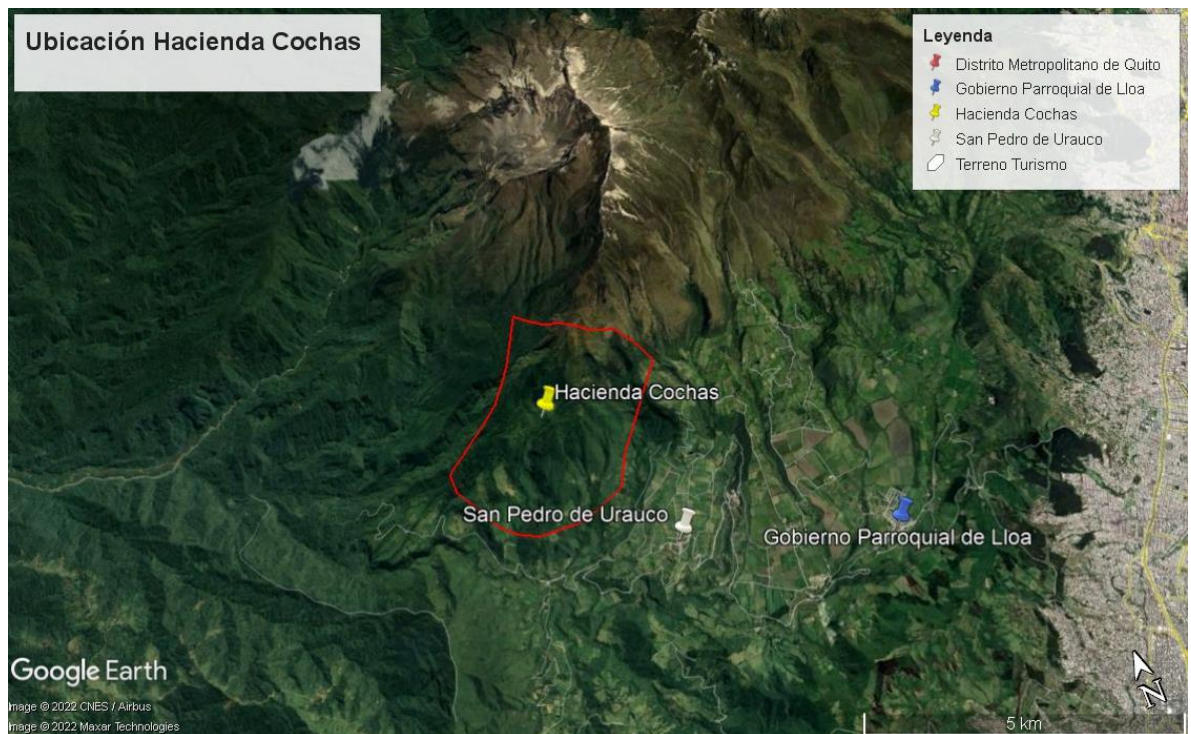 Ubicación Hacienda Cochas
Leyenda
Distrito Metropolitano de Quito
Gobierno Parroquial de Lloa
Hacienda Cochas
San Pedro de Urauco
Terreno Turismo
Hacienda Cochas
San Pedro de Urauco
Gobierno Parroquial de Lloa
Google Earth
mage © 2022 CNES / Airbus
mage © 2022 Maxar Technologies
N
5 km